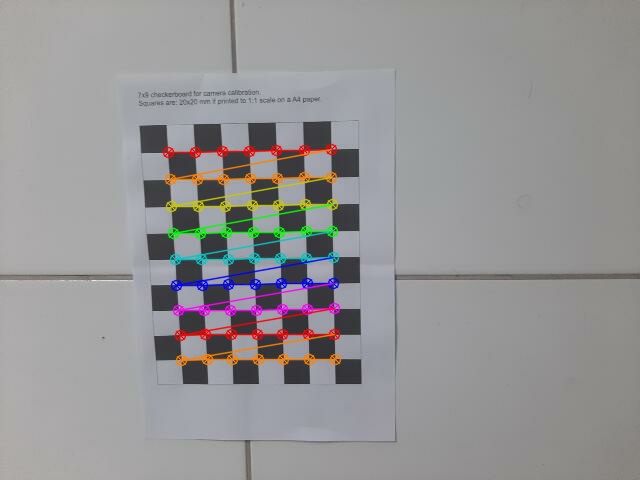 7x9 checkerboard for camera calibration.
Squares are: 20x20 mm if printed to 1:1 scale on a A4 paper.